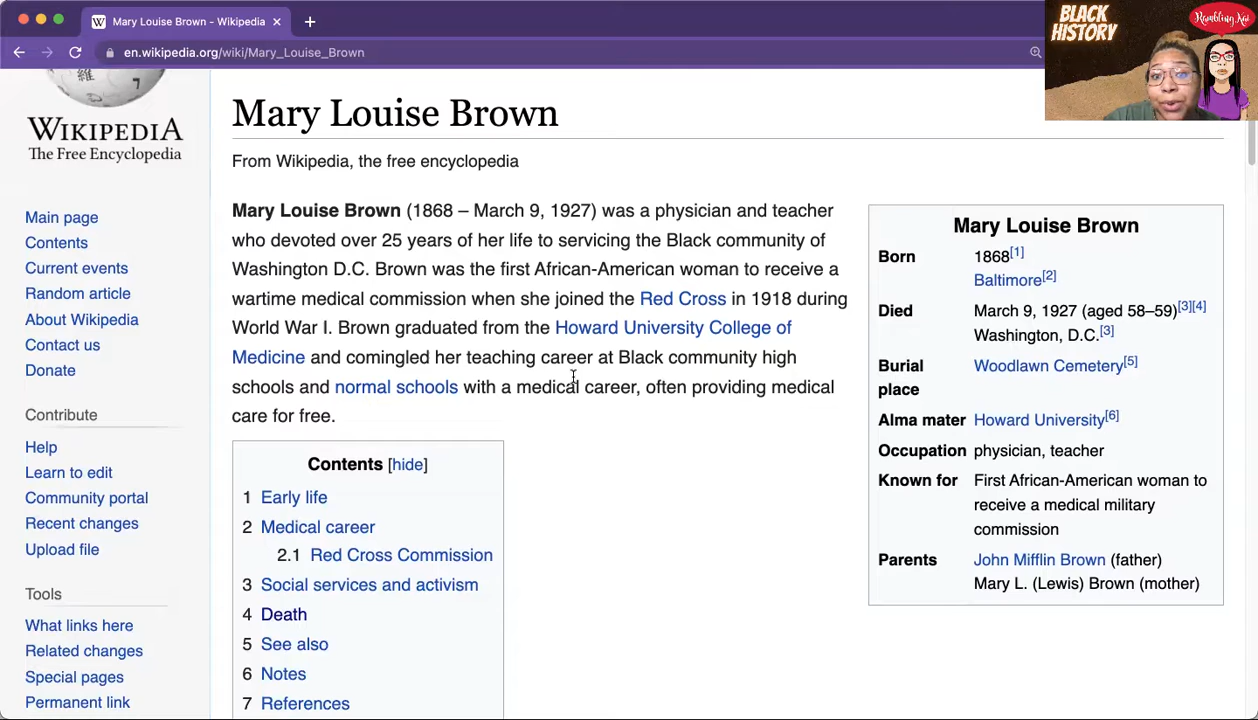 Mary Louise Brown - Wikipedia
en.wikipedia.org/wiki/Mary_Louise_Brown
BLACK
HISTORY
Rambling Kai
WIKIPEDIA
The Free Encyclopedia
Main page
Contents
Current events
Random article
About Wikipedia
Contact us
Donate
Contribute
Help
Learn to edit
Community portal
Recent changes
Upload file
Tools
What links here
Related changes
Special pages
Permanent link
Mary Louise Brown
From Wikipedia, the free encyclopedia
Mary Louise Brown (1868 – March 9, 1927) was a physician and teacher
who devoted over 25 years of her life to servicing the Black community of
Washington D.C. Brown was the first African-American woman to receive a
wartime medical commission when she joined the Red Cross in 1918 during
World War I. Brown graduated from the Howard University College of
Medicine and comingled her teaching career at Black community high
schools and normal schools with a medical career, often providing medical
care for free.
Contents [hide]
1 Early life
2 Medical career
2.1 Red Cross Commission
3 Social services and activism
4 Death
5 See also
6 Notes
7 References
Mary Louise Brown
Born 1868[1]
Baltimore[2]
Died March 9, 1927 (aged 58–59)[3][4]
Washington, D.C.[3]
Burial Woodlawn Cemetery[5]
place
Alma mater Howard University[6]
Occupation physician, teacher
Known for First African-American woman to
receive a medical military
commission
Parents John Mifflin Brown (father)
Mary L. (Lewis) Brown (mother)